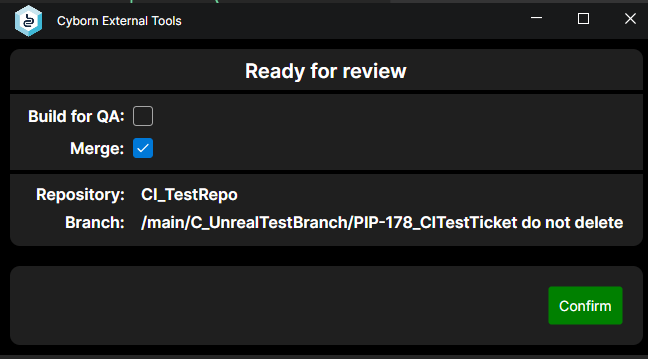 Cyborn External Tools
Ready for review
Build for QA:
Merge:
Repository: CI_TestRepo
Branch: /main/C_UnrealTestBranch/PIP-178_CITestTicket do not delete
Confirm